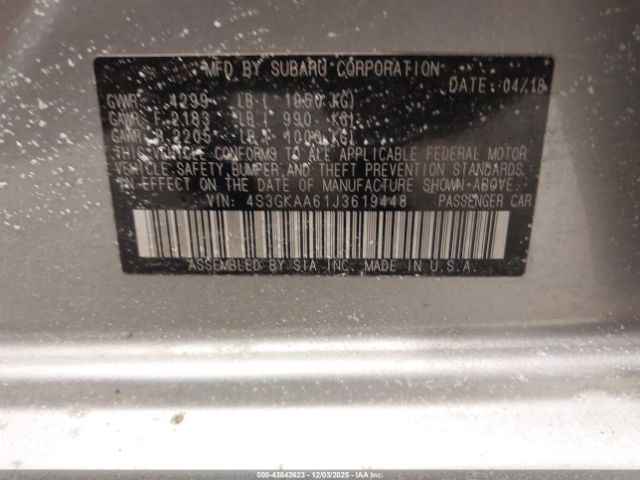 MFD BY SUBARU CORPORATION
DATE: 04/18
GVWR 4299 LB ( 1950 KG)
GAWR F 2183 LB ( 990 KG)
GAWR R 2205 LB ( 1000 KG)
THIS VEHICLE CONFORMS TO ALL APPLICABLE FEDERAL MOTOR
VEHICLE SAFETY, BUMPER, AND THEFT PREVENTION STANDARDS
IN EFFECT ON THE DATE OF MANUFACTURE SHOWN ABOVE.
VIN: 4S3GKAA61J3619448 PASSENGER CAR
ASSEMBLED BY SIA INC. MADE IN U.S.A.
000-43842623 - 12/03/2025 - IAA Inc.